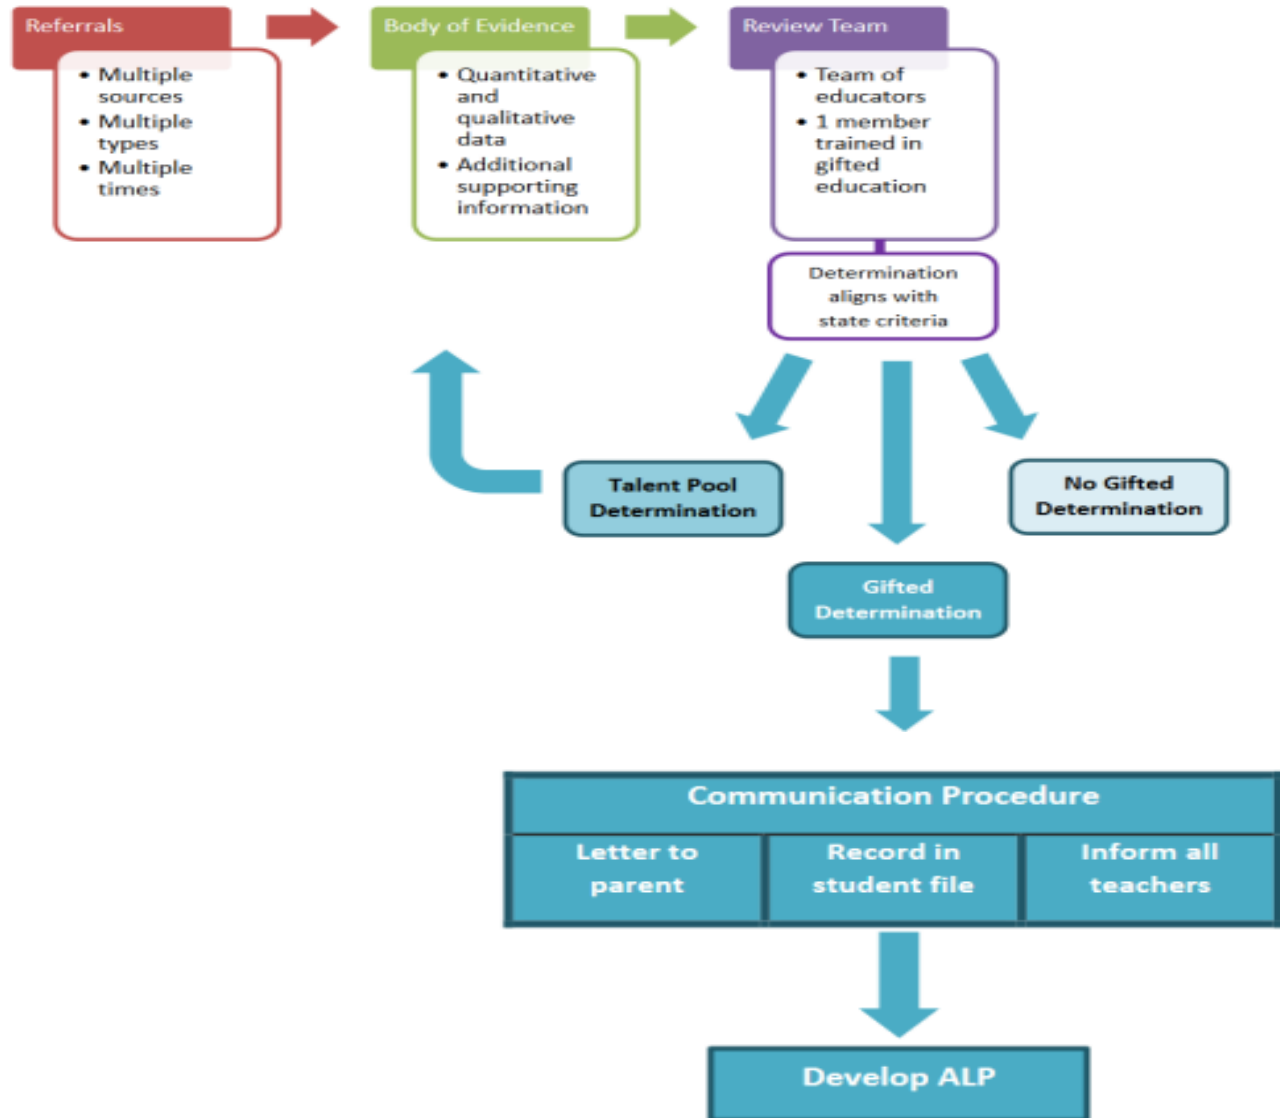 Referrals
• Multiple
sources
• Multiple
types
• Multiple
times
Body of Evidence
• Quantitative
and
qualitative
data
• Additional
supporting
information
Review Team
• Team of
educators
• 1 member
trained in
gifted
education
Determination
aligns with
state criteria
Talent Pool
Determination
No Gifted
Determination
Gifted
Determination
Communication Procedure
Letter to
parent
Record in
student file
Inform all
teachers
Develop ALP